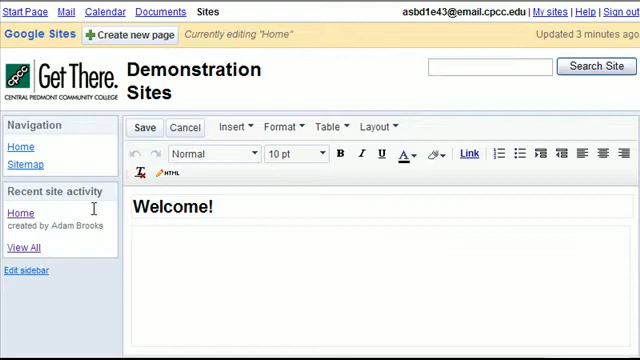 Start Page Mail Calendar Documents Sites asbd1e43@email.cpcc.edu | My sites | Help | Sign out
Google Sites Create new page Currently editing "Home" Updated 3 minutes ago
cpcc Get There. Demonstration Sites Search Site
CENTRAL PIEDMONT COMMUNITY COLLEGE
Navigation
Home
Sitemap
Recent site activity
Home
created by Adam Brooks
View All
Edit sidebar
Save Cancel Insert Format Table Layout
Normal 10 pt B I U A Link
T HTML
Welcome!